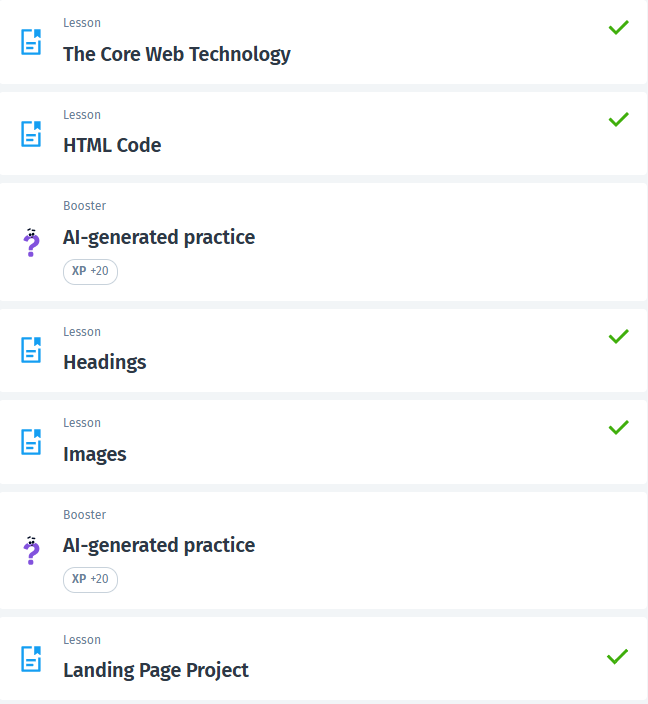 Lesson
The Core Web Technology
Lesson
HTML Code
Booster
AI-generated practice
XP +20
Lesson
Headings
Lesson
Images
Booster
AI-generated practice
XP +20
Lesson
Landing Page Project